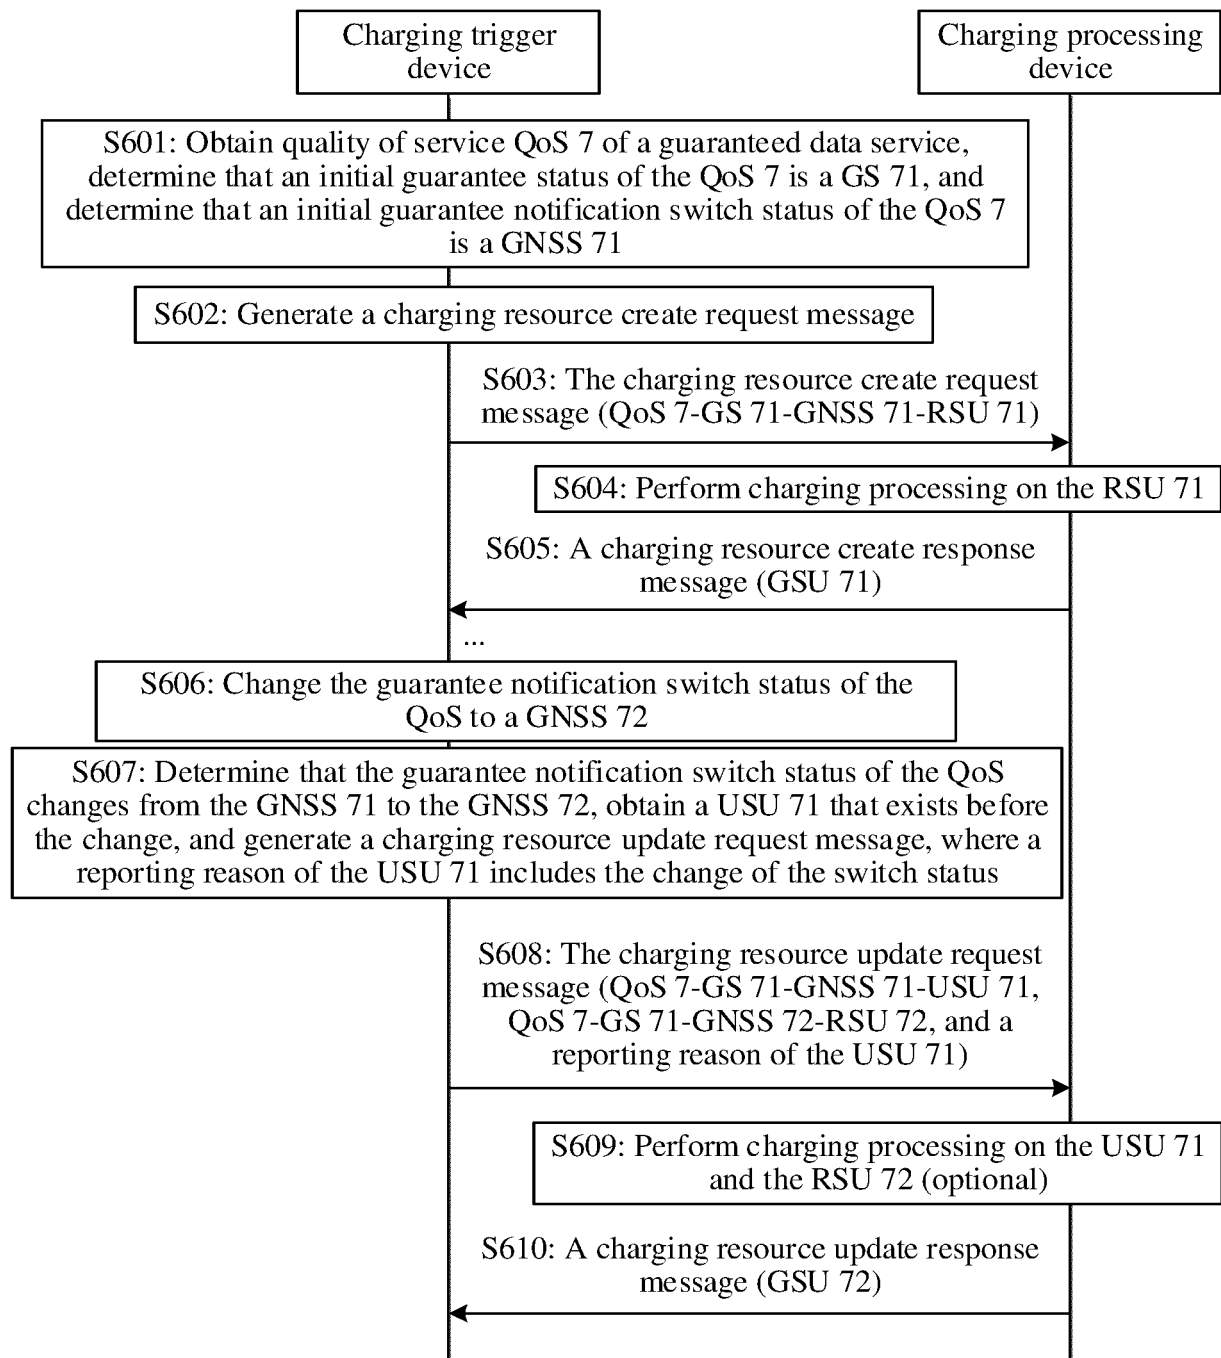 Charging trigger
device
Charging processing
device
S601: Obtain quality of service QoS 7 of a guaranteed data service,
determine that an initial guarantee status of the QoS 7 is a GS 71, and
determine that an initial guarantee notification switch status of the QoS 7
is a GNSS 71
S602: Generate a charging resource create request message
S603: The charging resource create request
message (QoS 7-GS 71-GNSS 71-RSU 71)
S604: Perform charging processing on the RSU 71
S605: A charging resource create response
message (GSU 71)
...
S606: Change the guarantee notification switch status of the
QoS to a GNSS 72
S607: Determine that the guarantee notification switch status of the QoS
changes from the GNSS 71 to the GNSS 72, obtain a USU 71 that exists before
the change, and generate a charging resource update request message, where a
reporting reason of the USU 71 includes the change of the switch status
S608: The charging resource update request
message (QoS 7-GS 71-GNSS 71-USU 71,
QoS 7-GS 71-GNSS 72-RSU 72, and a
reporting reason of the USU 71)
S609: Perform charging processing on the USU 71
and the RSU 72 (optional)
S610: A charging resource update response
message (GSU 72)